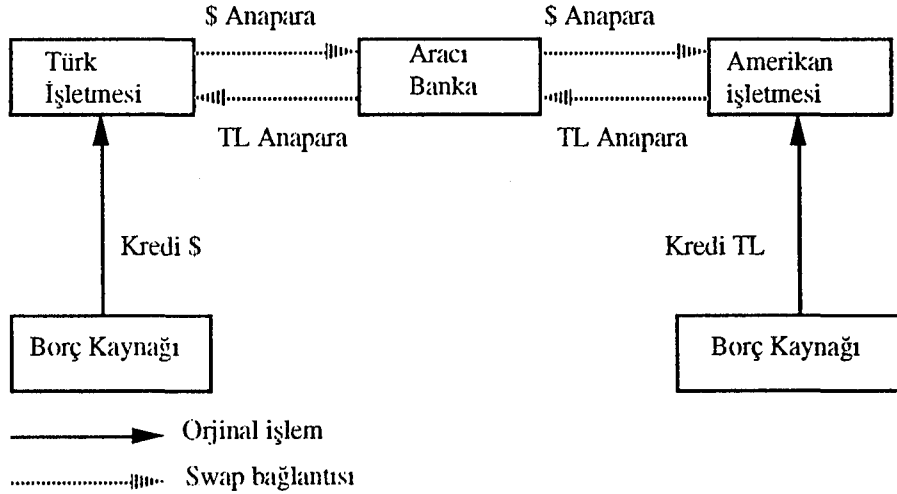 $ Anapara
$ Anapara
Türk
İşletmesi
Aracı
Banka
Amerikan
işletmesi
TL Anapara
TL Anapara
Kredi $
Kredi TL
Borç Kaynağı
Borç Kaynağı
Orjinal işlem
Swap bağlantısı